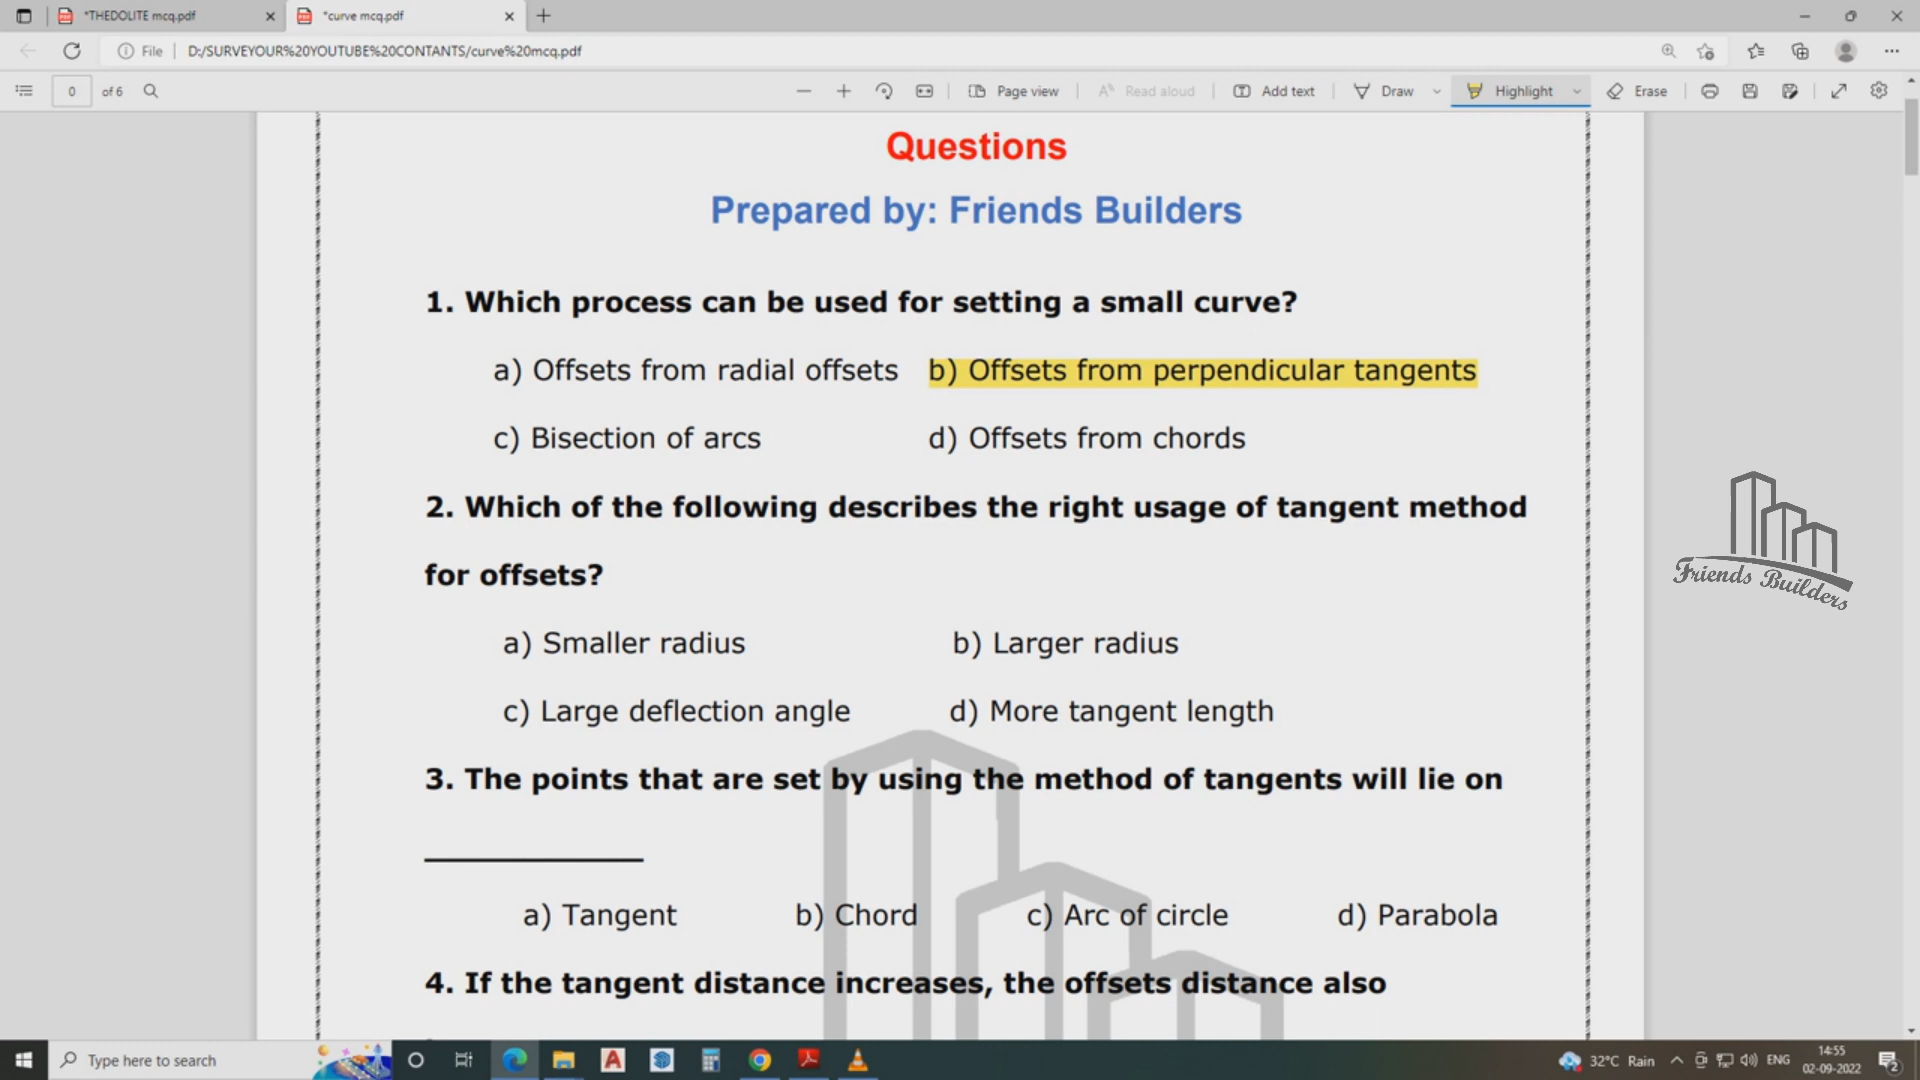 *THEDOLITE mcq.pdf
*curve mcq.pdf
File
D:/SURVEYOUR%20YOUTUBE%20CONTANTS/curve%20mcq.pdf
0 of 6
Page view
Read aloud
Add text
Draw
Highlight
Erase
Questions
Prepared by: Friends Builders
1. Which process can be used for setting a small curve?
a) Offsets from radial offsets b) Offsets from perpendicular tangents
c) Bisection of arcs d) Offsets from chords
2. Which of the following describes the right usage of tangent method
for offsets?
a) Smaller radius b) Larger radius
c) Large deflection angle d) More tangent length
3. The points that are set by using the method of tangents will lie on
______________
a) Tangent b) Chord c) Arc of circle d) Parabola
4. If the tangent distance increases, the offsets distance also
Friends Builders
Type here to search
32°C Rain
ENG
14:55
02-09-2022
2